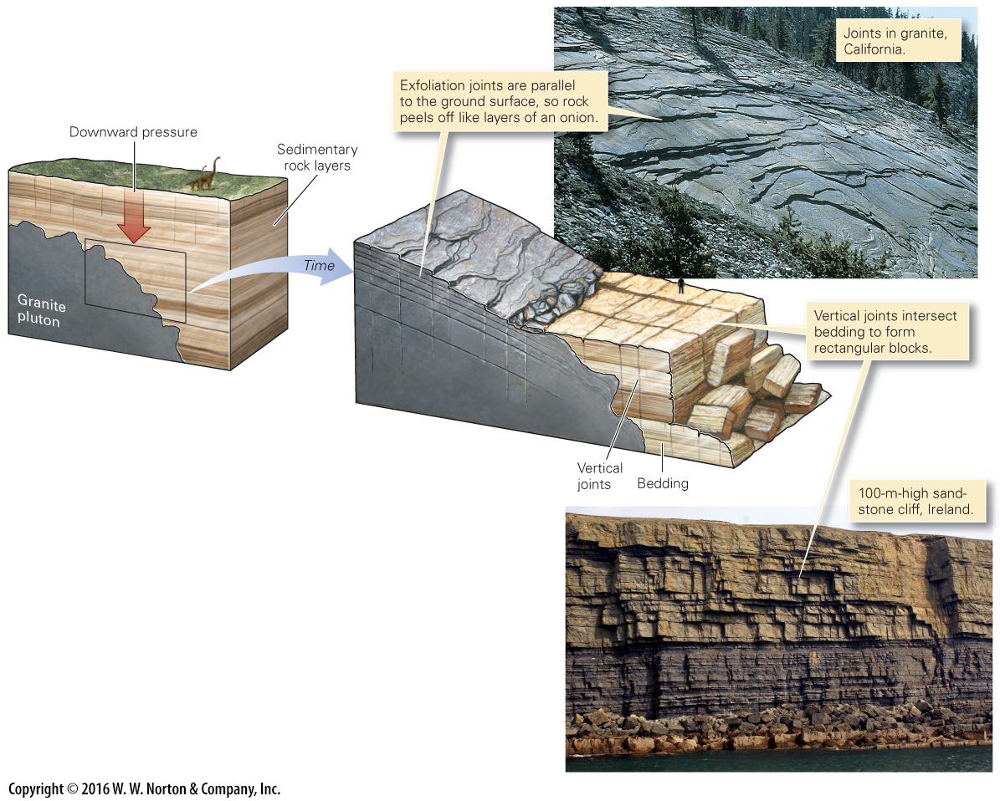 Joints in granite,
California.
Exfoliation joints are parallel
to the ground surface, so rock
peels off like layers of an onion.
Downward pressure
Sedimentary
rock layers
Time
Granite
pluton
Vertical joints intersect
bedding to form
rectangular blocks.
Vertical
joints
Bedding
100-m-high sand-
stone cliff, Ireland.
Copyright © 2016 W. W. Norton & Company, Inc.